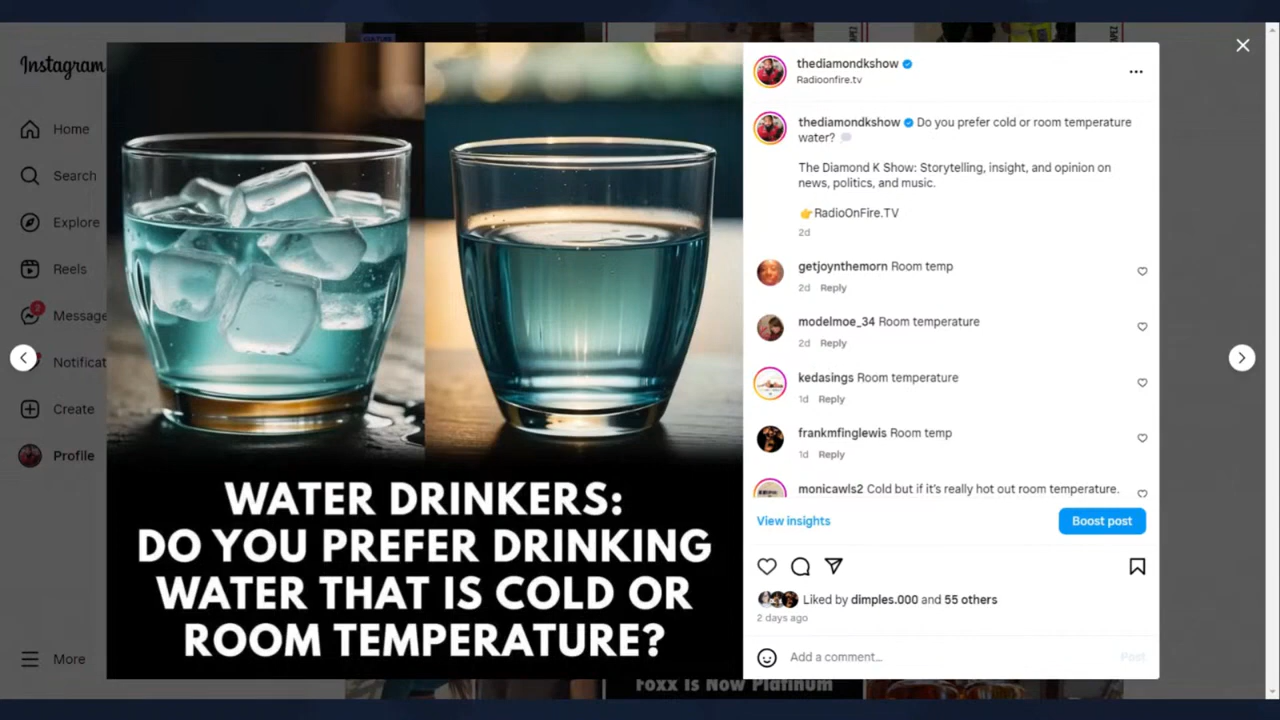 Instagram
Home
Search
Explore
Reels
2
Message
Notificat
Create
Profile
More
WATER DRINKERS:
DO YOU PREFER DRINKING
WATER THAT IS COLD OR
ROOM TEMPERATURE?
thediamondkshow
Radioonfire.tv
thediamondkshow Do you prefer cold or room temperature
water? 💭
The Diamond K Show: Storytelling, insight, and opinion on
news, politics, and music.
👉RadioOnFire.TV
2d
getjoynthemorn Room temp
2d Reply
modelmoe_34 Room temperature
2d Reply
kedasings Room temperature
1d Reply
frankmfinglewis Room temp
1d Reply
monicawls2 Cold but if it's really hot out room temperature.
View insights
Boost post
Liked by dimples.000 and 55 others
2 days ago
Add a comment...
Post
Foxx Is Now Platinum